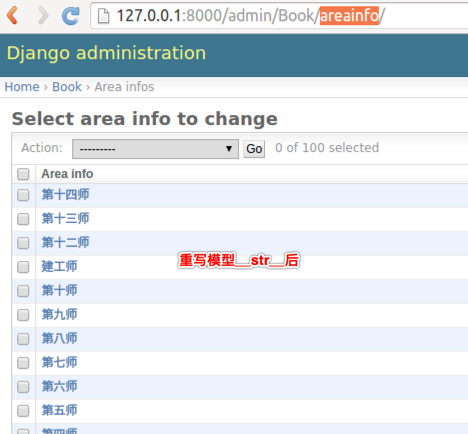 127.0.0.1:8000/admin/Book/areainfo/
Django administration
Home › Book › Area infos
Select area info to change
Action: --------- Go 0 of 100 selected
Area info
第十四师
第十三师
第十二师
重写模型__str__后
建工师
第十师
第九师
第八师
第七师
第六师
第五师
第四师